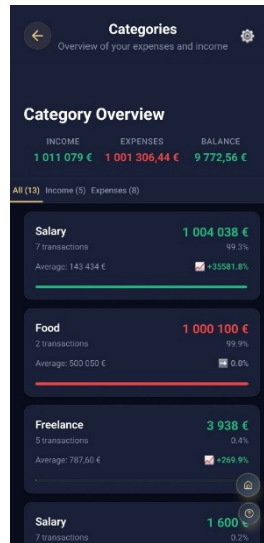 Categories
Overview of your expenses and income
Category Overview
INCOME EXPENSES BALANCE
1 011 079 € 1 001 306,44 € 9 772,56 €
All (13) Income (5) Expenses (8)
Salary 1 004 038 €
7 transactions 99.3%
Average: 143 434 € +35581.8%
Food 1 000 100 €
2 transactions 99.9%
Average: 500 050 € 0.0%
Freelance 3 938 €
5 transactions 0.4%
Average: 787,60 € +269.9%
Salary 1 600 €
7 transactions 0.2%